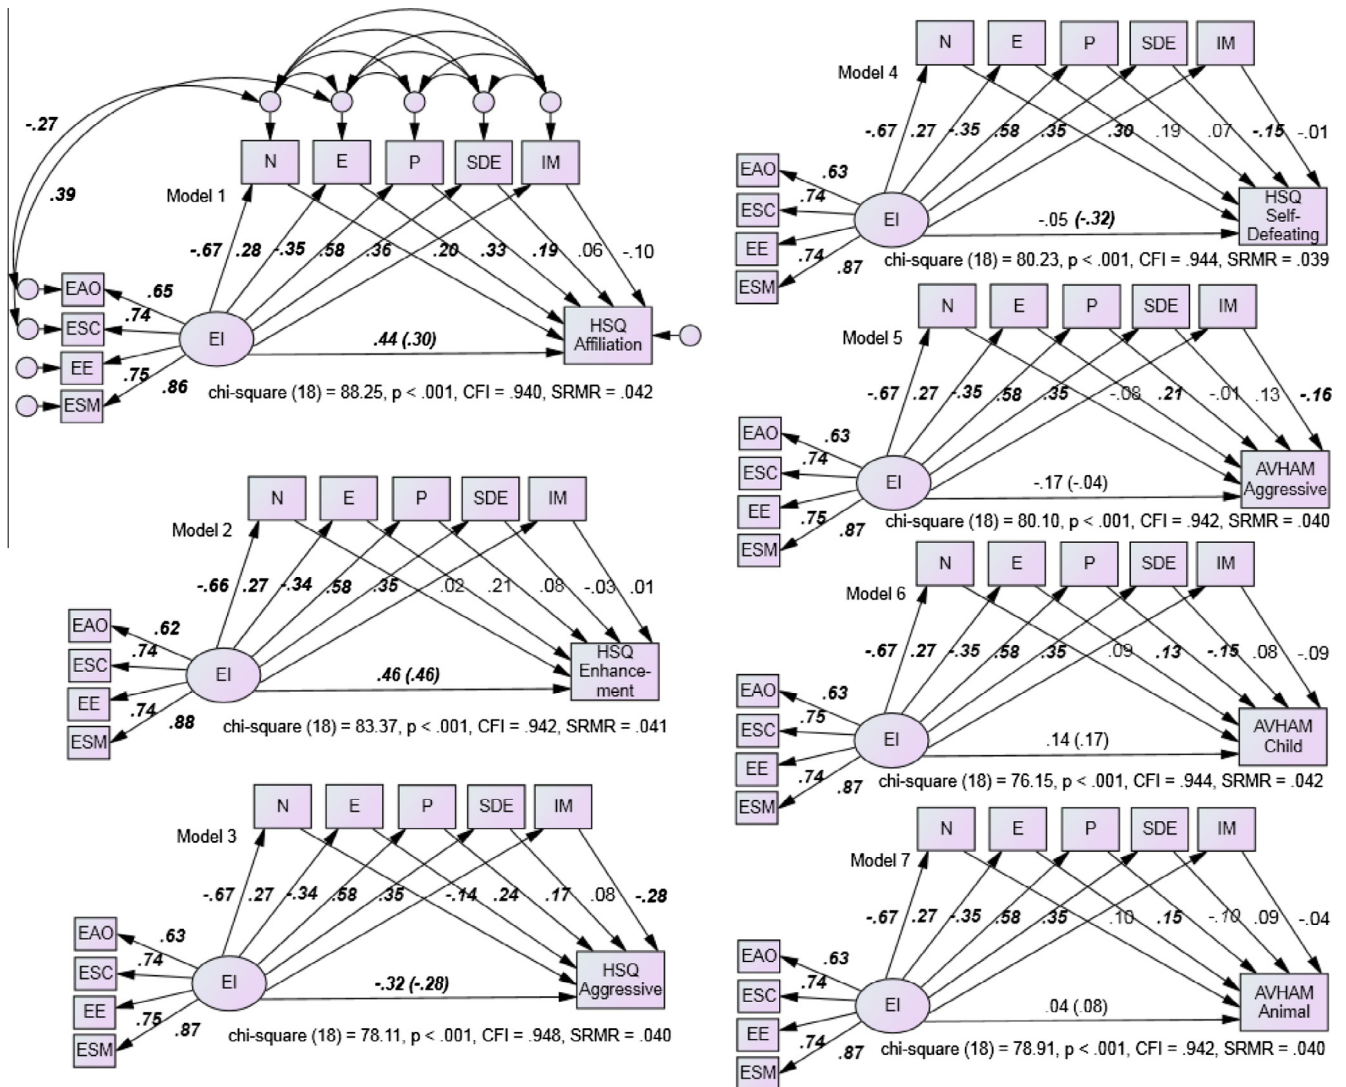 -.27
.39
N E P SDE IM
Model 1
-.67 .28 -.35 .58 .36 .20 .33 .19 .06 -.10
EAO
.65
ESC
.74
EE
.75
ESM
.86
EI
.44 (.30)
HSQ
Affiliation
chi-square (18) = 88.25, p < .001, CFI = .940, SRMR = .042
N E P SDE IM
Model 2
-.66 .27 -.34 .58 .35 .02 .21 .08 -.03 .01
EAO
.62
ESC
.74
EE
.74
ESM
.88
EI
.46 (.46)
HSQ
Enhance-
ment
chi-square (18) = 83.37, p < .001, CFI = .942, SRMR = .041
N E P SDE IM
Model 3
-.67 .27 -.34 .58 .35 -.14 .24 .17 .08 -.28
EAO
.63
ESC
.74
EE
.75
ESM
.87
EI
-.32 (-.28)
HSQ
Aggressive
chi-square (18) = 78.11, p < .001, CFI = .948, SRMR = .040
N E P SDE IM
Model 4
-.67 .27 -.35 .58 .35 .30 .19 .07 -.15 -.01
EAO
.63
ESC
.74
EE
.74
ESM
.87
EI
-.05 (-.32)
HSQ
Self-
Defeating
chi-square (18) = 80.23, p < .001, CFI = .944, SRMR = .039
N E P SDE IM
Model 5
-.67 .27 -.35 .58 .35 -.08 .21 -.01 .13 -.16
EAO
.63
ESC
.74
EE
.75
ESM
.87
EI
-.17 (-.04)
AVHAM
Aggressive
chi-square (18) = 80.10, p < .001, CFI = .942, SRMR = .040
N E P SDE IM
Model 6
-.67 .27 -.35 .58 .35 .09 .13 -.15 .08 -.09
EAO
.63
ESC
.75
EE
.74
ESM
.87
EI
.14 (.17)
AVHAM
Child
chi-square (18) = 76.15, p < .001, CFI = .944, SRMR = .042
N E P SDE IM
Model 7
-.67 .27 -.35 .58 .35 .10 .15 -.10 .09 -.04
EAO
.63
ESC
.74
EE
.74
ESM
.87
EI
.04 (.08)
AVHAM
Animal
chi-square (18) = 78.91, p < .001, CFI = .942, SRMR = .040